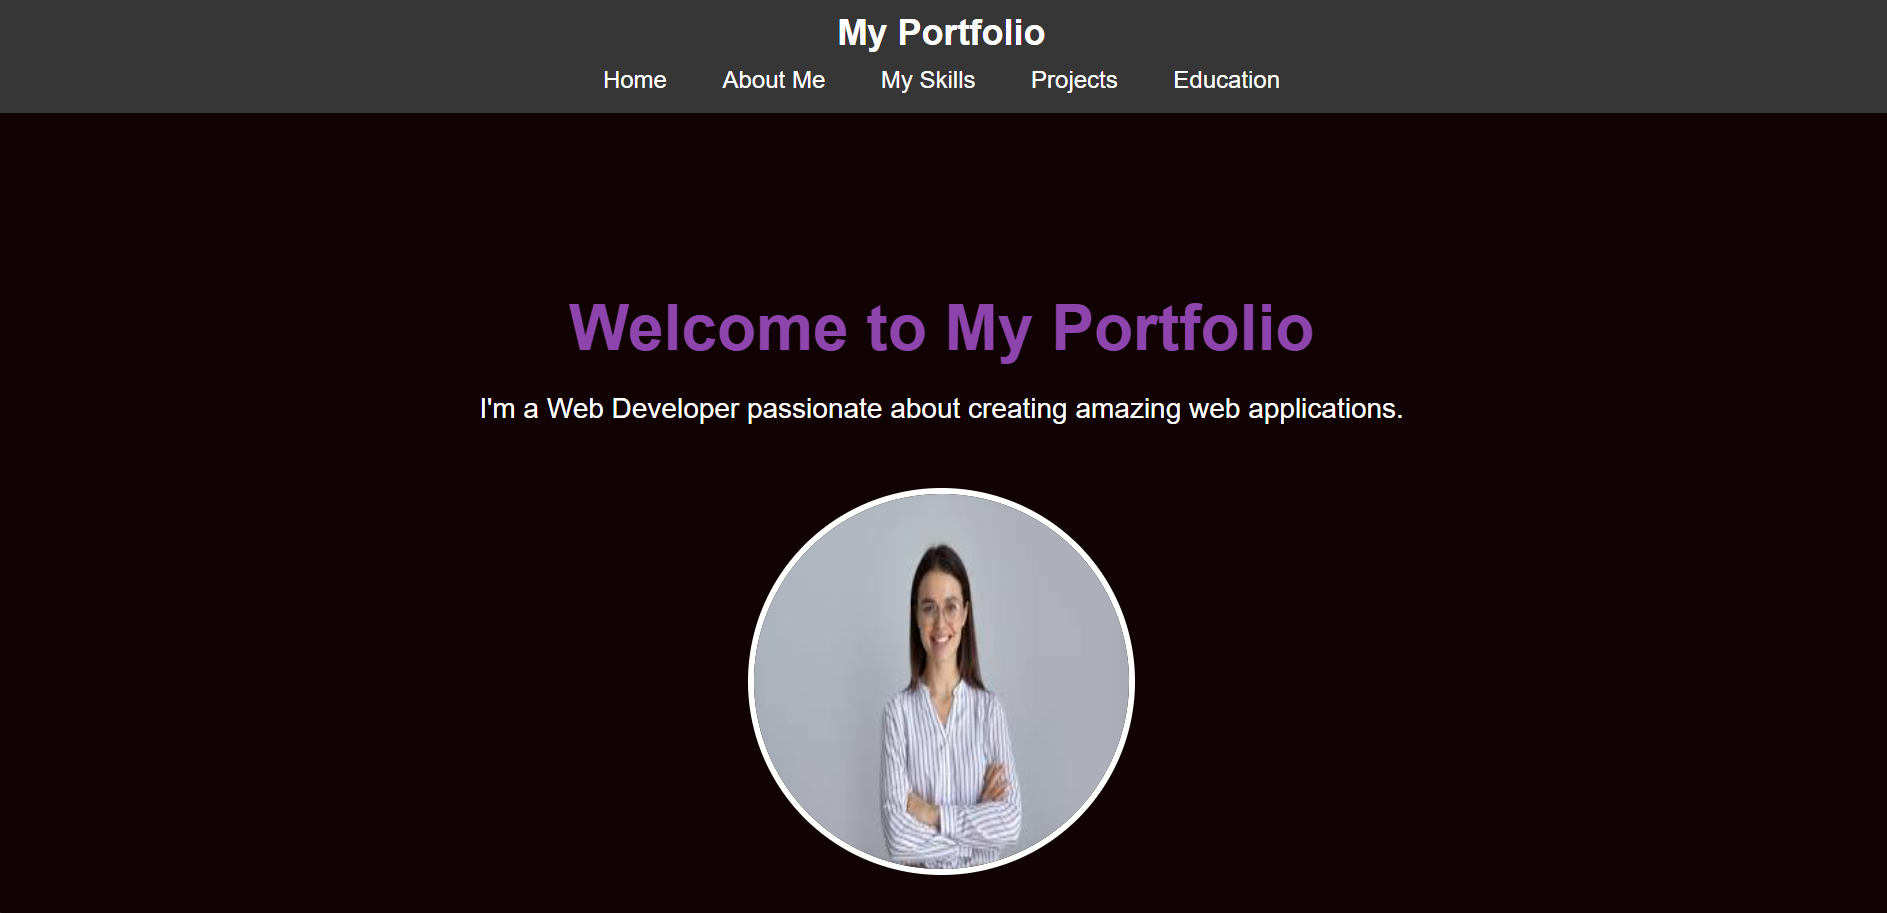 My Portfolio
Home About Me My Skills Projects Education
Welcome to My Portfolio
I'm a Web Developer passionate about creating amazing web applications.